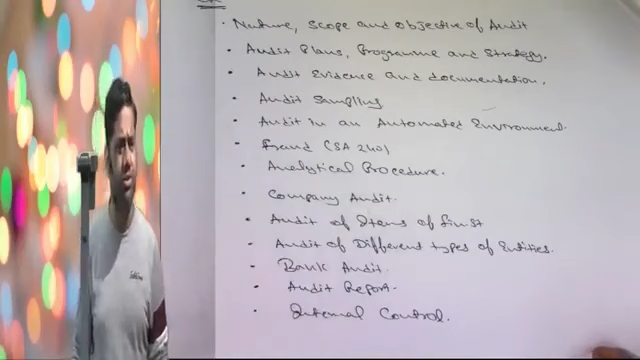 Nature, Scope and objective of Audit
Audit Plans, Programme and Strategy.
Audit Evidence and documentation.
Audit Sampling
Audit in an Automated Environment.
Fraud (SA 240)
Analytical Procedure.
Company Audit.
Audit of Items of
Audit of Different types of Entities.
Bank Audit.
Audit Report.
Internal Control.